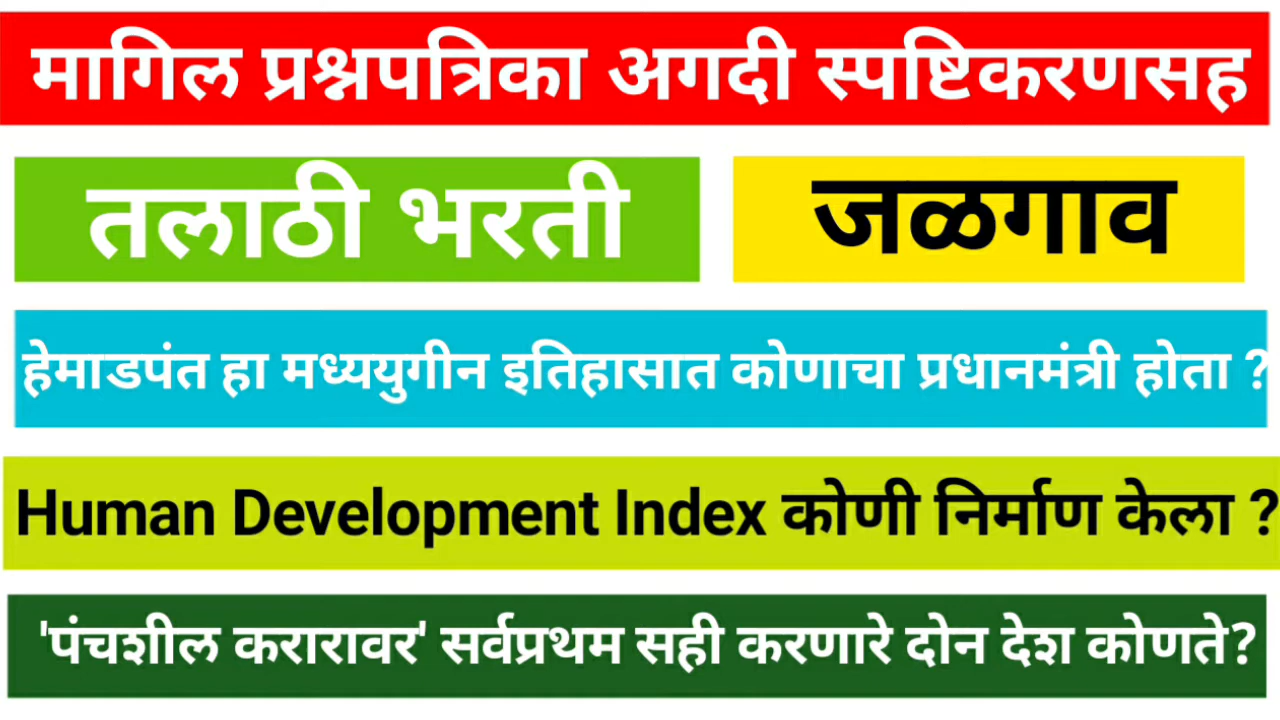 मागिल प्रश्नपत्रिका अगदी स्पष्टिकरणसह
तलाठी भरती
जळगाव
हेमाडपंत हा मध्ययुगीन इतिहासात कोणाचा प्रधानमंत्री होता ?
Human Development Index कोणी निर्माण केला ?
'पंचशील करारावर' सर्वप्रथम सही करणारे दोन देश कोणते?